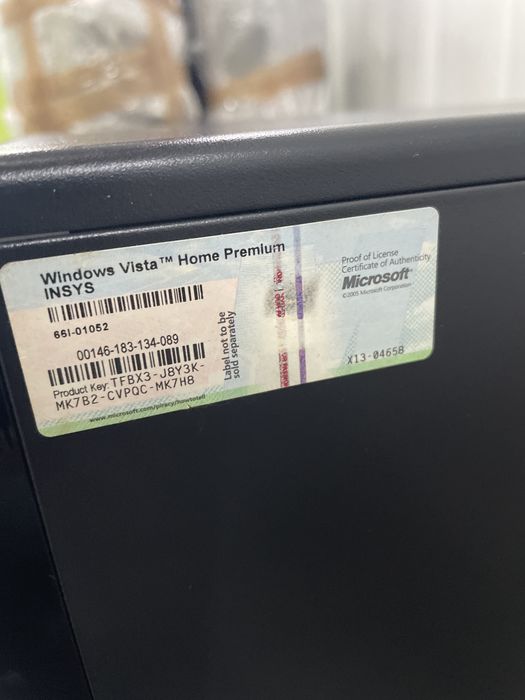 Windows Vista™ Home Premium
INSYS
66I-01052
00146-183-134-089
Product Key: TFBX3-J8Y3K-
MK7B2-CVPQC-MK7H8
www.microsoft.com/piracy/howtotell
Label not to be
sold separately
Proof of License
Certificate of Authenticity
Microsoft®
©2005 Microsoft Corporation
X13-04658